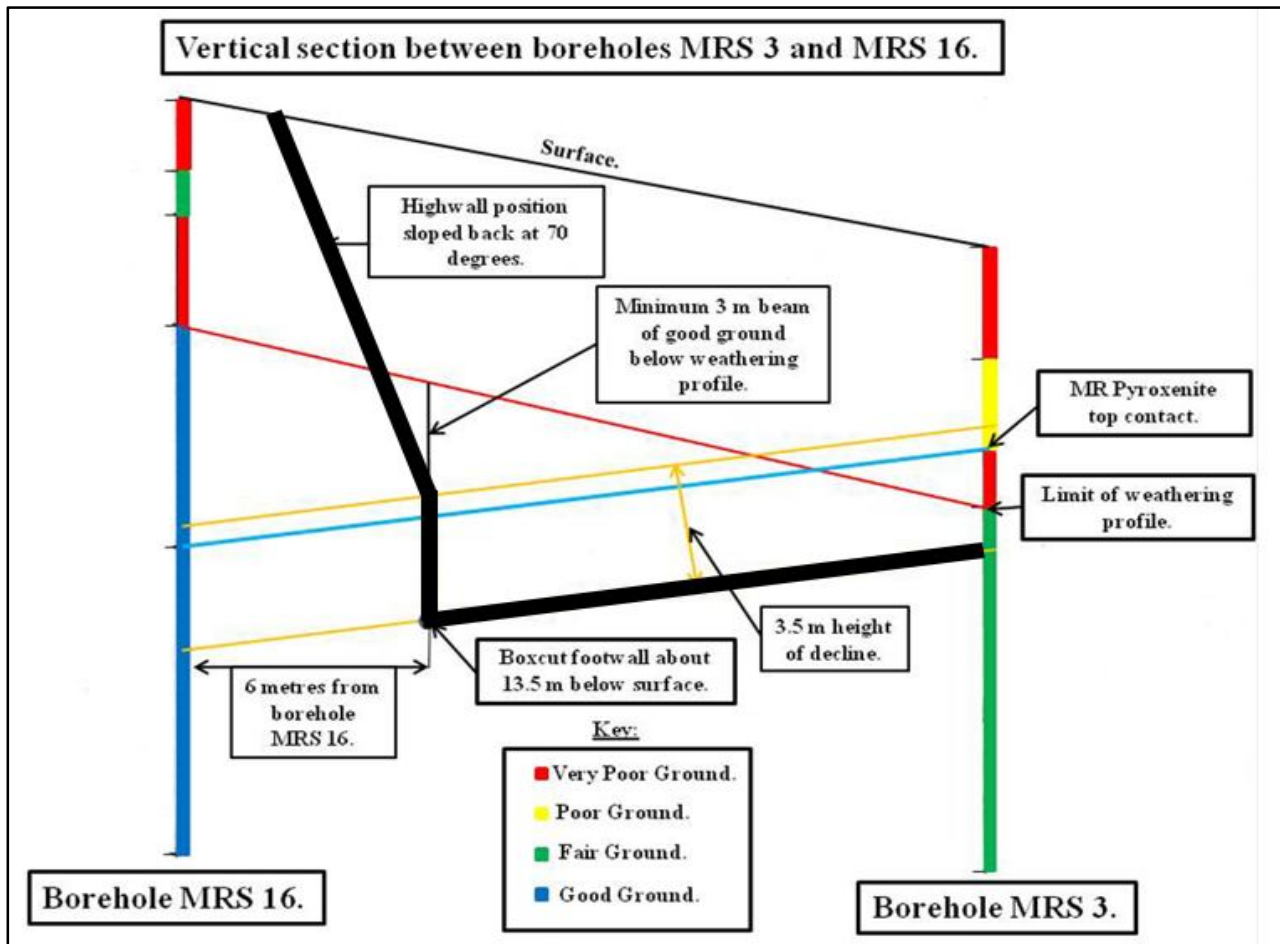 Vertical section between boreholes MRS 3 and MRS 16.
Surface.
Highwall position
sloped back at 70
degrees.
Minimum 3 m beam
of good ground
below weathering
profile.
MR Pyroxenite
top contact.
Limit of weathering
profile.
3.5 m height
of decline.
Boxcut footwall about
13.5 m below surface.
6 metres from
borehole
MRS 16.
Key:
Very Poor Ground.
Poor Ground.
Fair Ground.
Good Ground.
Borehole MRS 16.
Borehole MRS 3.